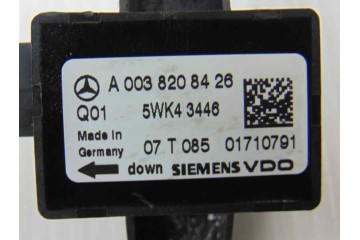 A 003 820 84 26
Q01 5WK4 3446
Made in
Germany 07 T 085 01710791
down SIEMENS VDO